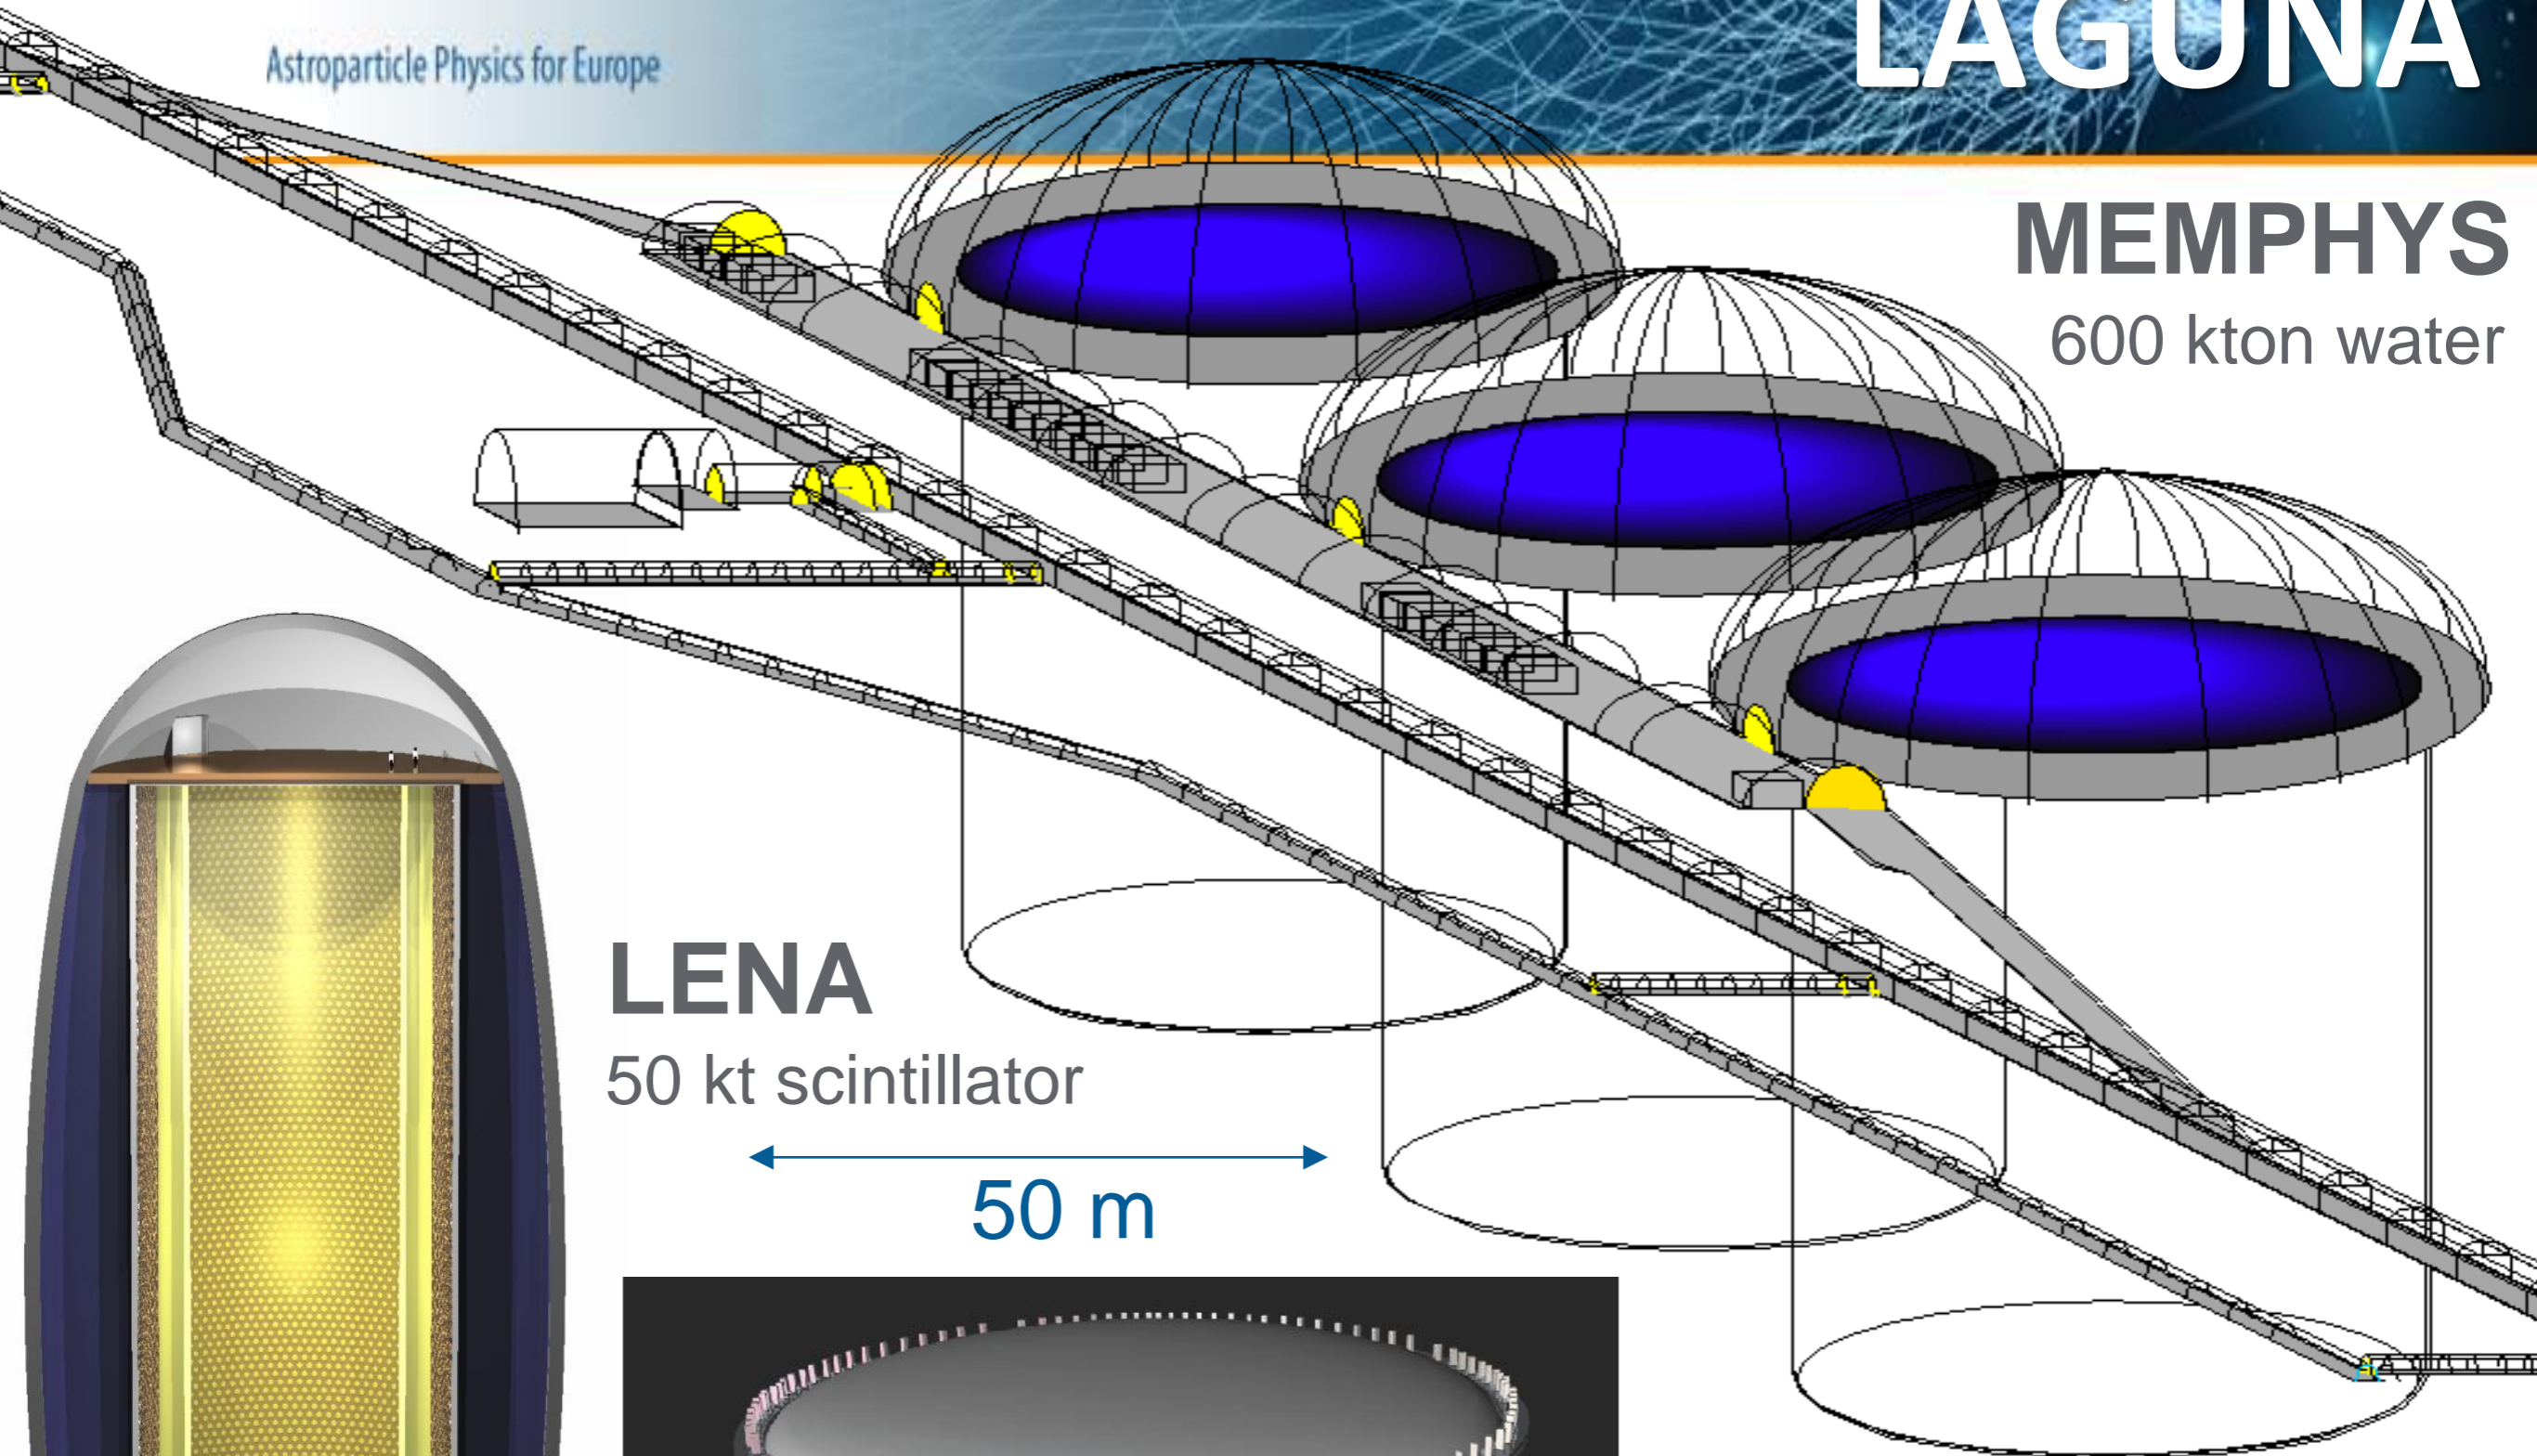 LAGUNA
Astroparticle Physics for Europe
MEMPHYS
600 kton water
LENA
50 kt scintillator
50 m